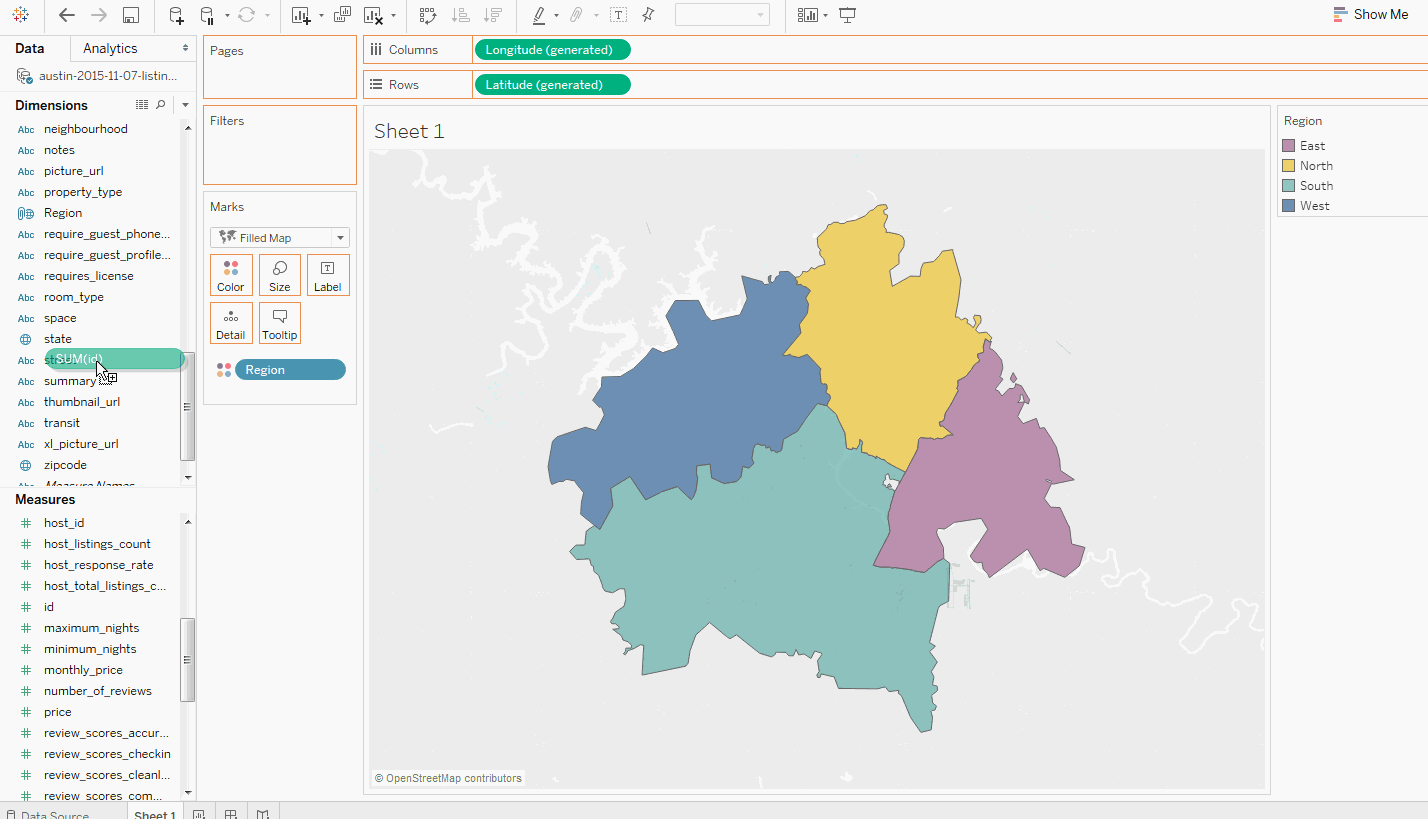 Show Me
Data
Analytics
austin-2015-11-07-listin...
Dimensions
Abc neighbourhood
Abc notes
Abc picture_url
Abc property_type
Region
Abc require_guest_phone...
Abc require_guest_profile...
Abc requires_license
Abc room_type
Abc space
state
Abc
SUM(id)
Abc summary
Abc thumbnail_url
Abc transit
Abc xl_picture_url
zipcode
Abc Measure Names
Measures
# host_id
# host_listings_count
# host_response_rate
# host_total_listings_c...
# id
# maximum_nights
# minimum_nights
# monthly_price
# number_of_reviews
# price
# review_scores_accur...
# review_scores_checkin
# review_scores_cleanl...
# review_scores_com...
Pages
Filters
Marks
Filled Map
Color
Size
Label
Detail
Tooltip
Region
Columns
Longitude (generated)
Rows
Latitude (generated)
Sheet 1
© OpenStreetMap contributors
Region
East
North
South
West
Data Source
Sheet 1